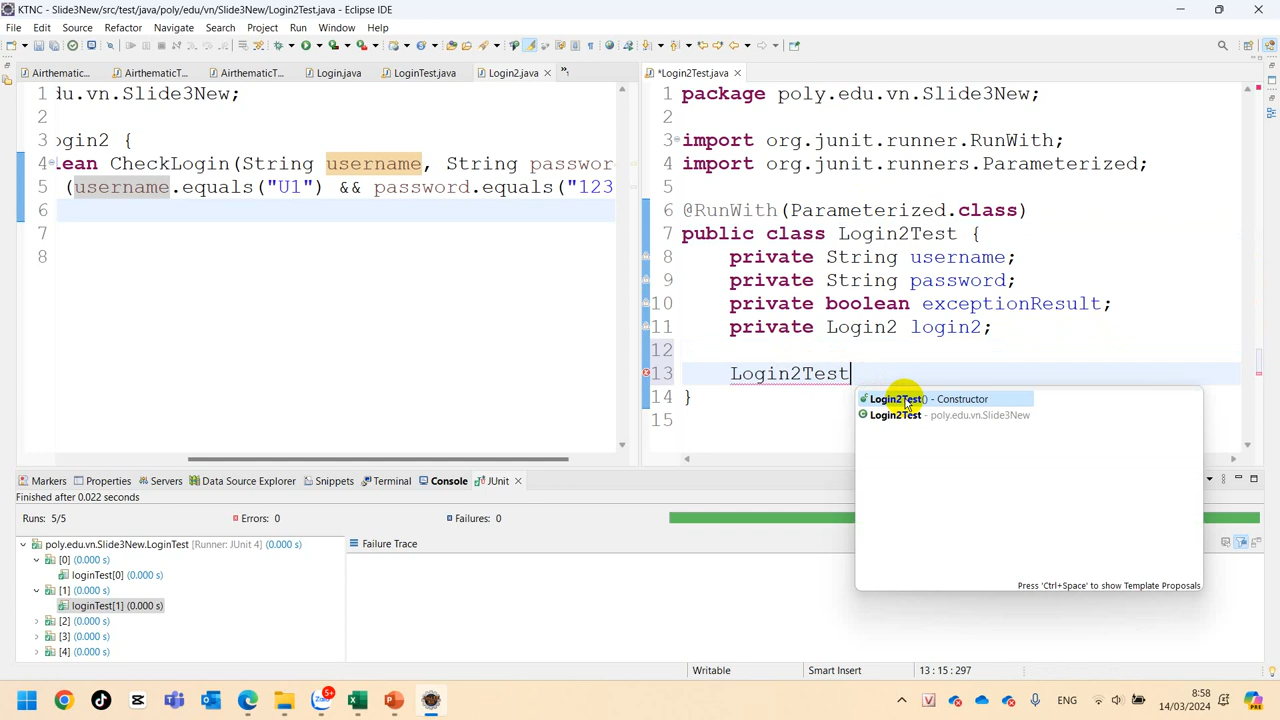 KTNC - Slide3New/src/test/java/poly/edu/vn/Slide3New/Login2Test.java - Eclipse IDE
File Edit Source Refactor Navigate Search Project Run Window Help
Airthematic... AirthematicT... AirthematicT... Login.java LoginTest.java Login2.java *Login2Test.java
1 du.vn.Slide3New;
2
3 ogin2 {
4 lean CheckLogin(String username, String passwor
5 (username.equals("U1") && password.equals("123
6
7
8
1 package poly.edu.vn.Slide3New;
2
3 import org.junit.runner.RunWith;
4 import org.junit.runners.Parameterized;
5
6 @RunWith(Parameterized.class)
7 public class Login2Test {
8 private String username;
9 private String password;
10 private boolean exceptionResult;
11 private Login2 login2;
12
13 Login2Test
14 }
15
Login2Test() - Constructor
Login2Test - poly.edu.vn.Slide3New
Press 'Ctrl+Space' to show Template Proposals
Markers Properties Servers Data Source Explorer Snippets Terminal Console JUnit
Finished after 0.022 seconds
Runs: 5/5 Errors: 0 Failures: 0
poly.edu.vn.Slide3New.LoginTest [Runner: JUnit 4] (0.000 s)
[0] (0.000 s)
loginTest[0] (0.000 s)
[1] (0.000 s)
loginTest[1] (0.000 s)
[2] (0.000 s)
[3] (0.000 s)
[4] (0.000 s)
Failure Trace
Writable Smart Insert 13 : 15 : 297
5+
ENG
8:58
14/03/2024
PRE